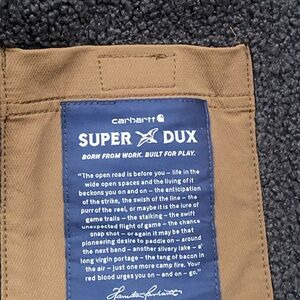 carhartt
SUPER DUX
BORN FROM WORK. BUILT FOR PLAY.
"The open road is before you – life in the
wide open spaces and the living of it
beckons you on and on – the anticipation
of the strike, the swish of the line – the
purr of the reel, or maybe it is the lure of
game trails – the stalking – the swift
unexpected flight of game – the chance
snap shot – or again it may be that
pioneering desire to paddle on – around
the next bend – another silvery lake – a
long virgin portage – the tang of bacon in
the air – just one more camp fire. Your
red blood urges you on and on – go."
Hamilton Carhartt